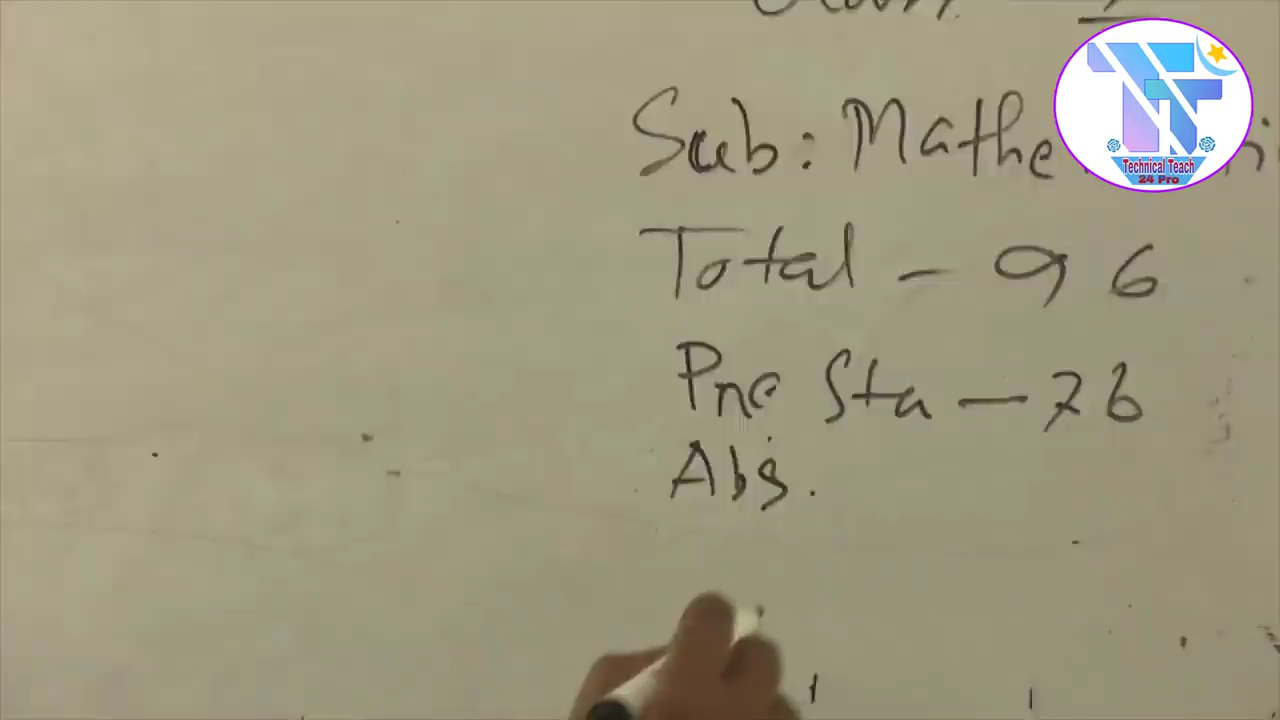 Sub: Mathe
Total - 96
Pre Sta - 76
Abs.
Technical Teach
24 Pro